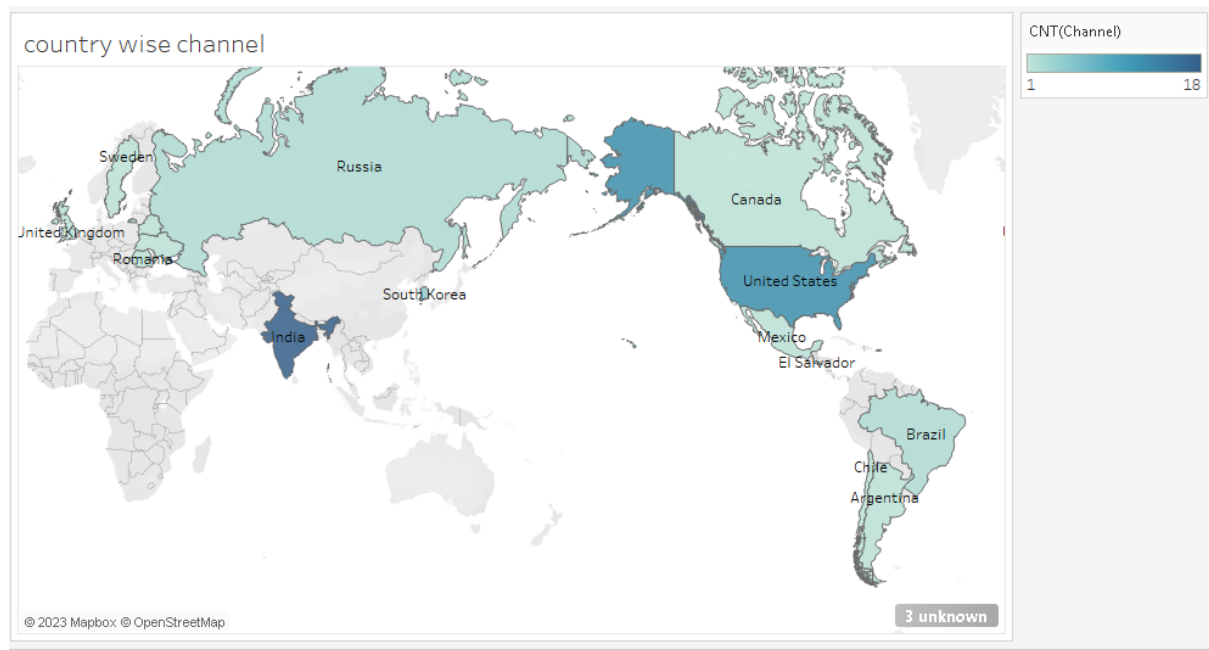 country wise channel
CNT(Channel)
1 18
Sweden
Russia
Canada
United Kingdom
Romania
South Korea
United States
India
Mexico
El Salvador
Brazil
Chile
Argentina
© 2023 Mapbox © OpenStreetMap
3 unknown